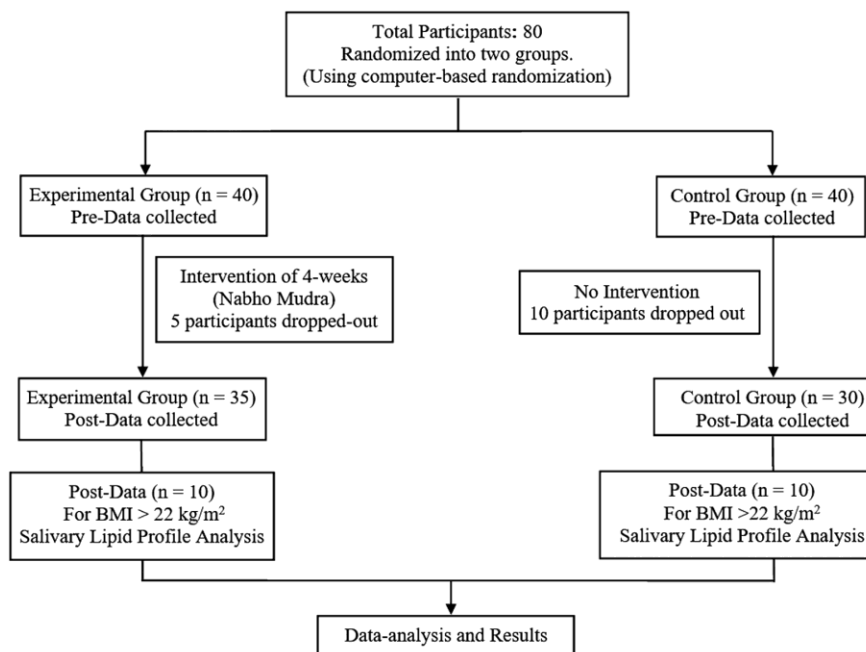 Total Participants: 80
Randomized into two groups.
(Using computer-based randomization)
Experimental Group (n = 40)
Pre-Data collected
Control Group (n = 40)
Pre-Data collected
Intervention of 4-weeks
(Nabho Mudra)
5 participants dropped-out
No Intervention
10 participants dropped out
Experimental Group (n = 35)
Post-Data collected
Control Group (n = 30)
Post-Data collected
Post-Data (n = 10)
For BMI > 22 kg/m²
Salivary Lipid Profile Analysis
Post-Data (n = 10)
For BMI >22 kg/m²
Salivary Lipid Profile Analysis
Data-analysis and Results